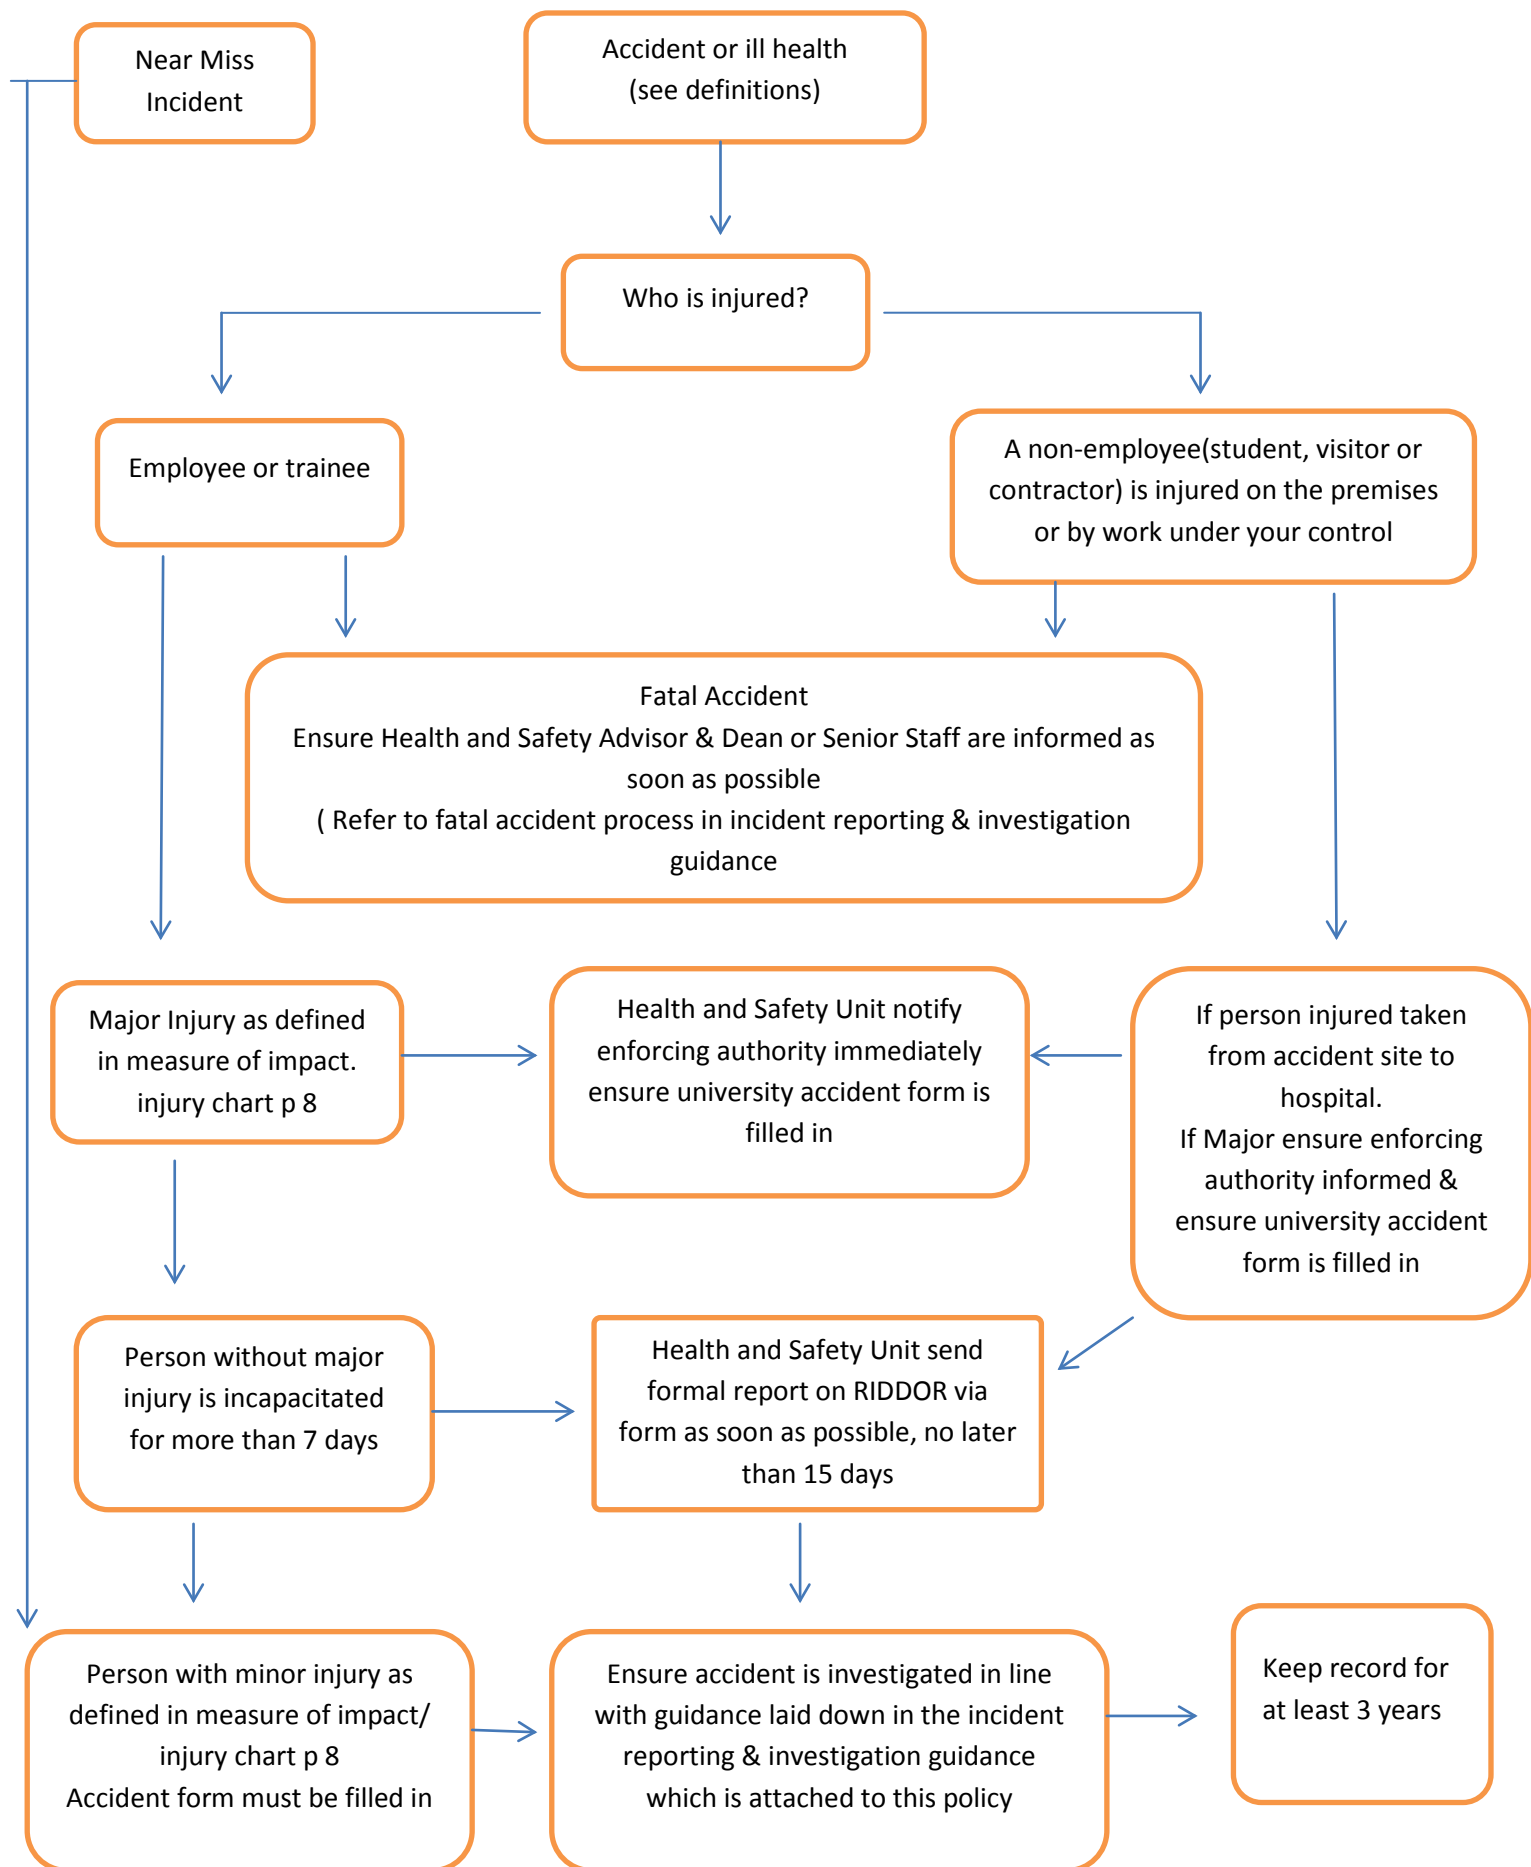 Near Miss
Incident
Accident or ill health
(see definitions)
Who is injured?
Employee or trainee
A non-employee(student, visitor or
contractor) is injured on the premises
or by work under your control
Fatal Accident
Ensure Health and Safety Advisor & Dean or Senior Staff are informed as
soon as possible
( Refer to fatal accident process in incident reporting & investigation
guidance
Major Injury as defined
in measure of impact.
injury chart p 8
Health and Safety Unit notify
enforcing authority immediately
ensure university accident form is
filled in
If person injured taken
from accident site to
hospital.
If Major ensure enforcing
authority informed &
ensure university accident
form is filled in
Person without major
injury is incapacitated
for more than 7 days
Health and Safety Unit send
formal report on RIDDOR via
form as soon as possible, no later
than 15 days
Person with minor injury as
defined in measure of impact/
injury chart p 8
Accident form must be filled in
Ensure accident is investigated in line
with guidance laid down in the incident
reporting & investigation guidance
which is attached to this policy
Keep record for
at least 3 years